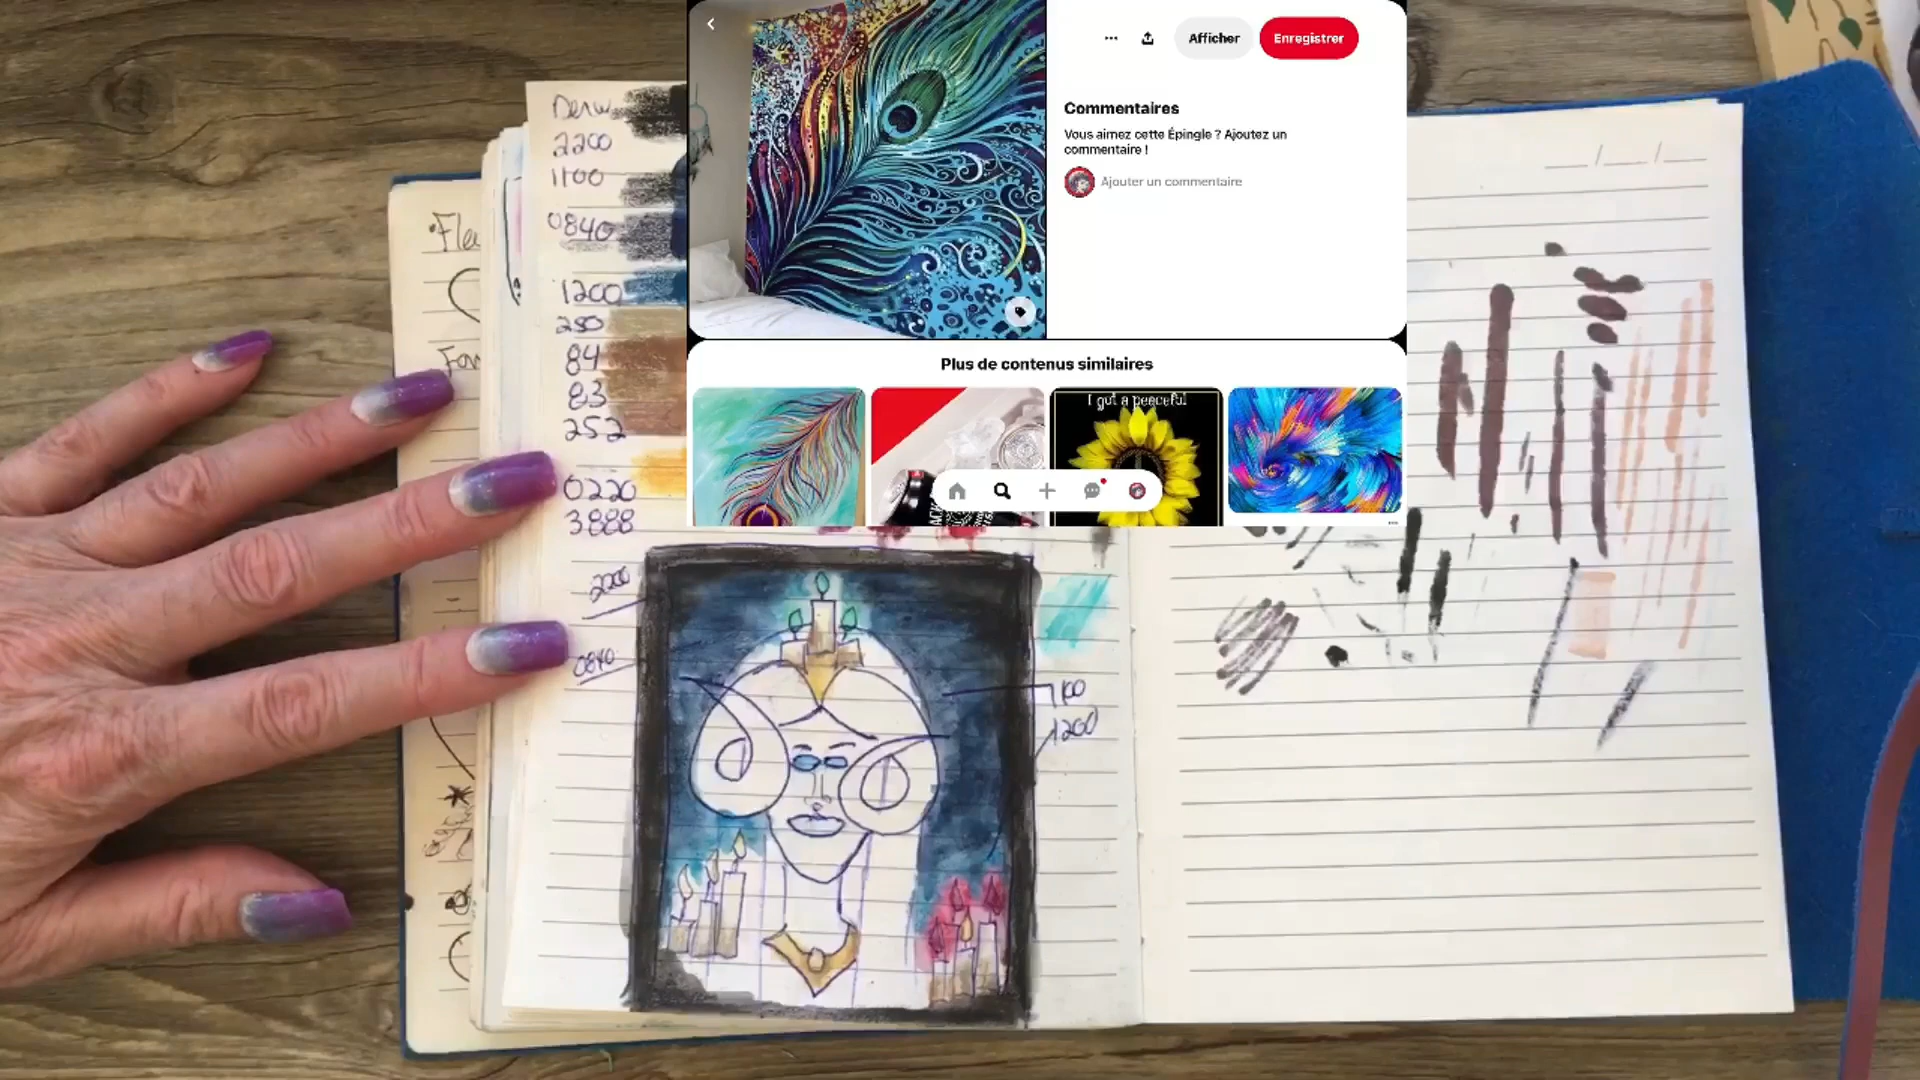 Afficher
Enregistrer
Commentaires
Vous aimez cette Épingle ? Ajoutez un
commentaire !
Ajouter un commentaire
Plus de contenus similaires
I got a peaceful
Derw
2200
1100
0840
1200
250
84
83
252
0220
3888
2200
0840
1100
1200